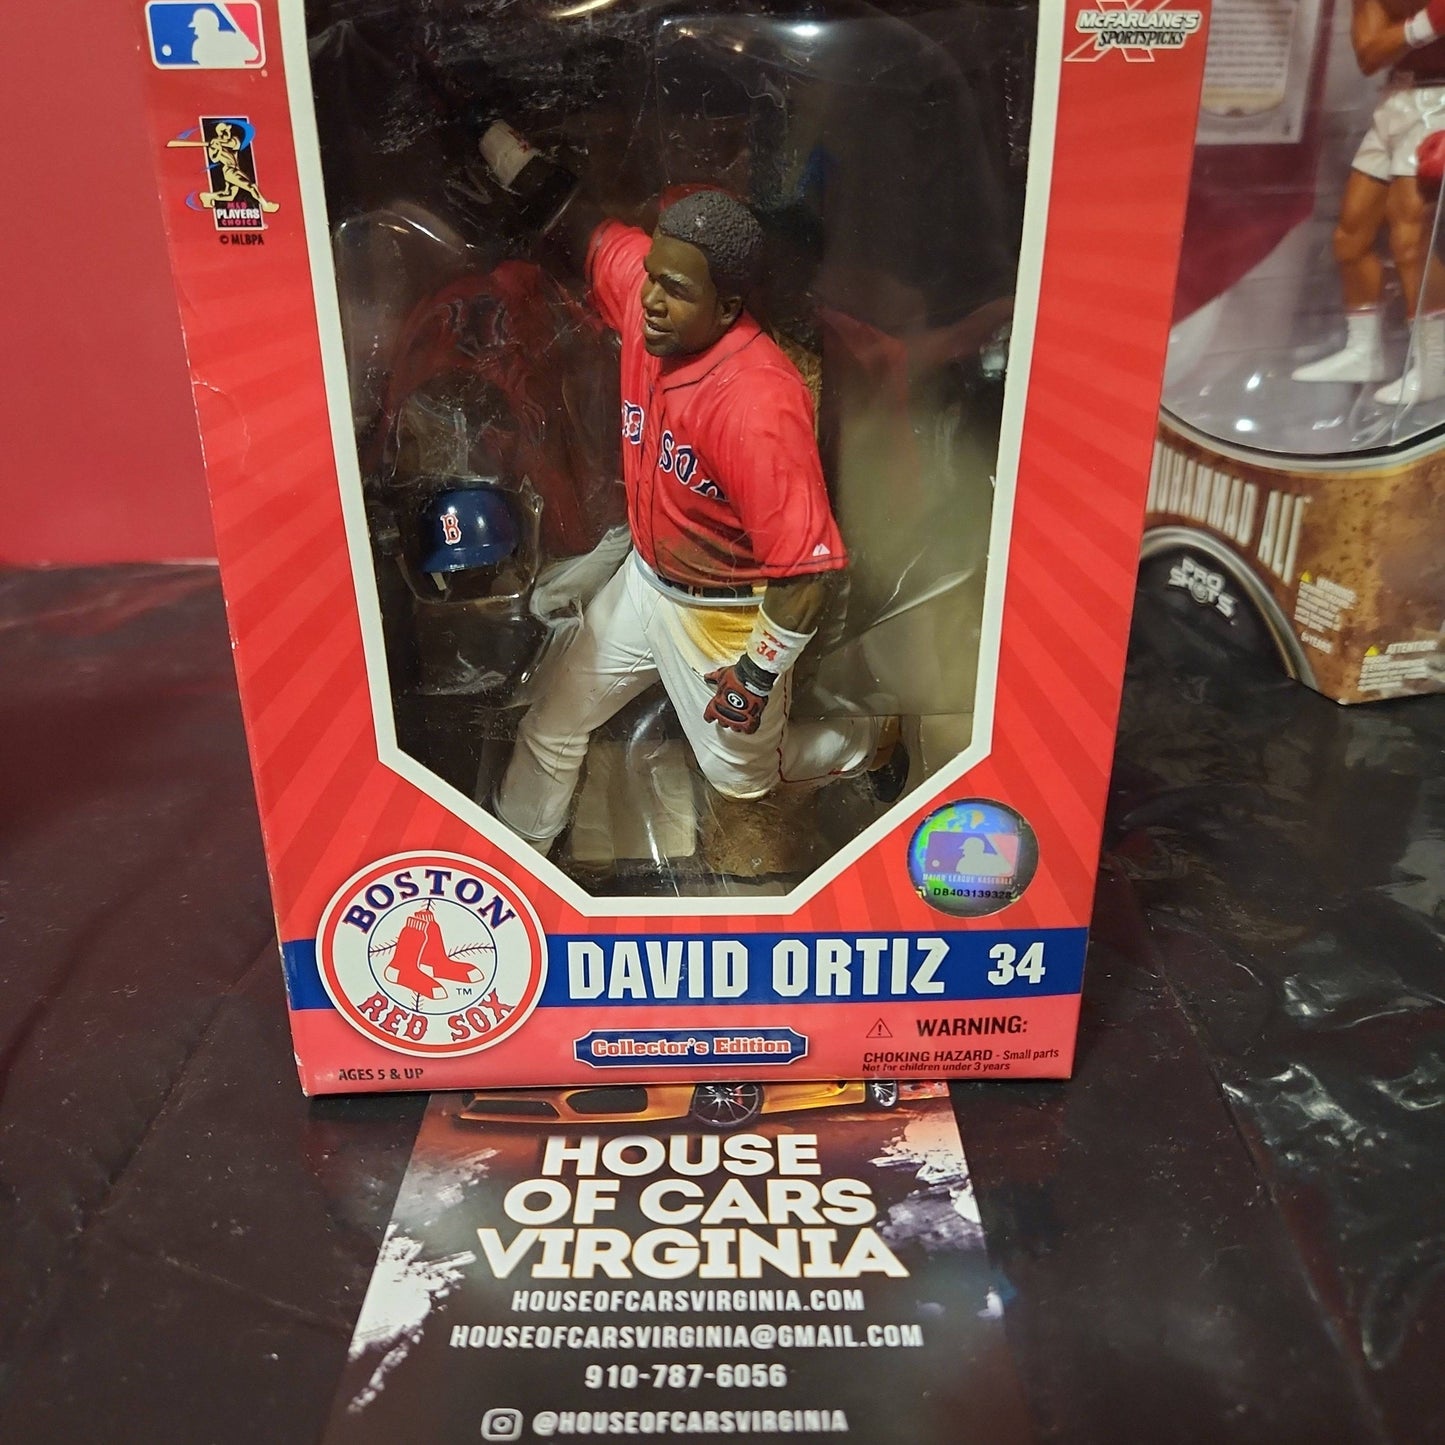 McFARLANE'S
SPORTSPICKS
MLB
PLAYERS
CHOICE
© MLBPA
SOX
B
34
MUHAMMAD ALI
PRO
SHOTS
ATTENTION
MAJOR LEAGUE BASEBALL
DB403139328
BOSTON
RED SOX
TM
DAVID ORTIZ 34
Collector's Edition
WARNING:
CHOKING HAZARD - Small parts
Not for children under 3 years
AGES 5 & UP
HOUSE
OF CARS
VIRGINIA
HOUSEOFCARSVIRGINIA.COM
HOUSEOFCARSVIRGINIA@GMAIL.COM
910-787-6056
@HOUSEOFCARSVIRGINIA